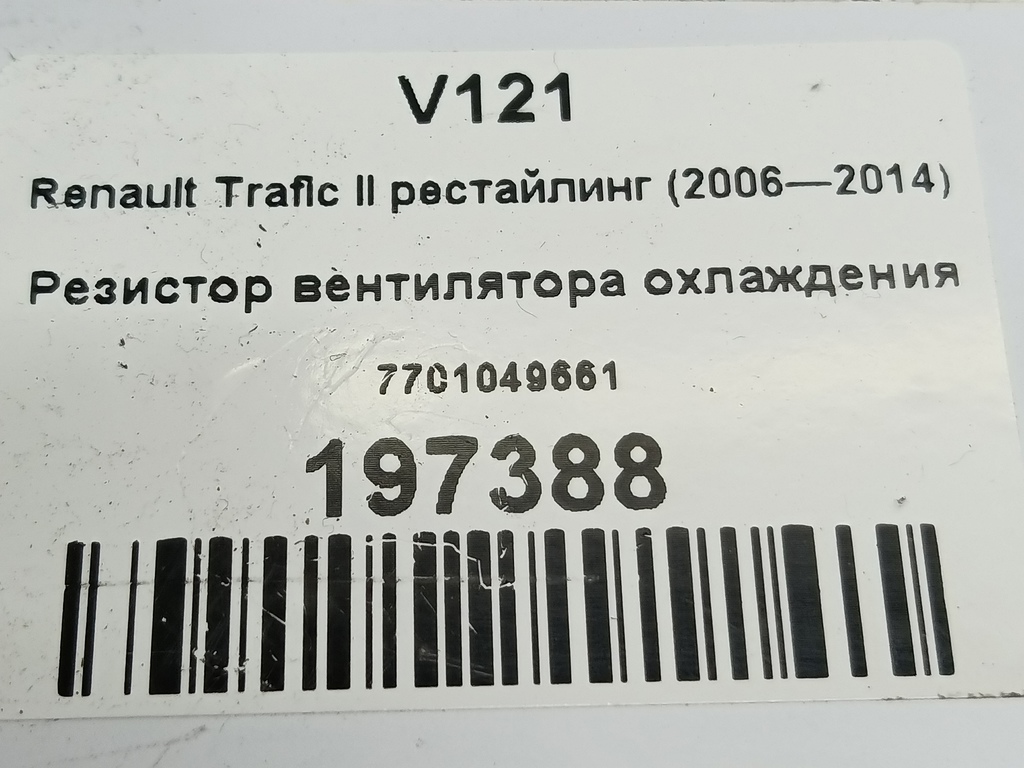 V121
Renault Trafic II рестайлинг (2006—2014)
Резистор вентилятора охлаждения
7701049661
197388